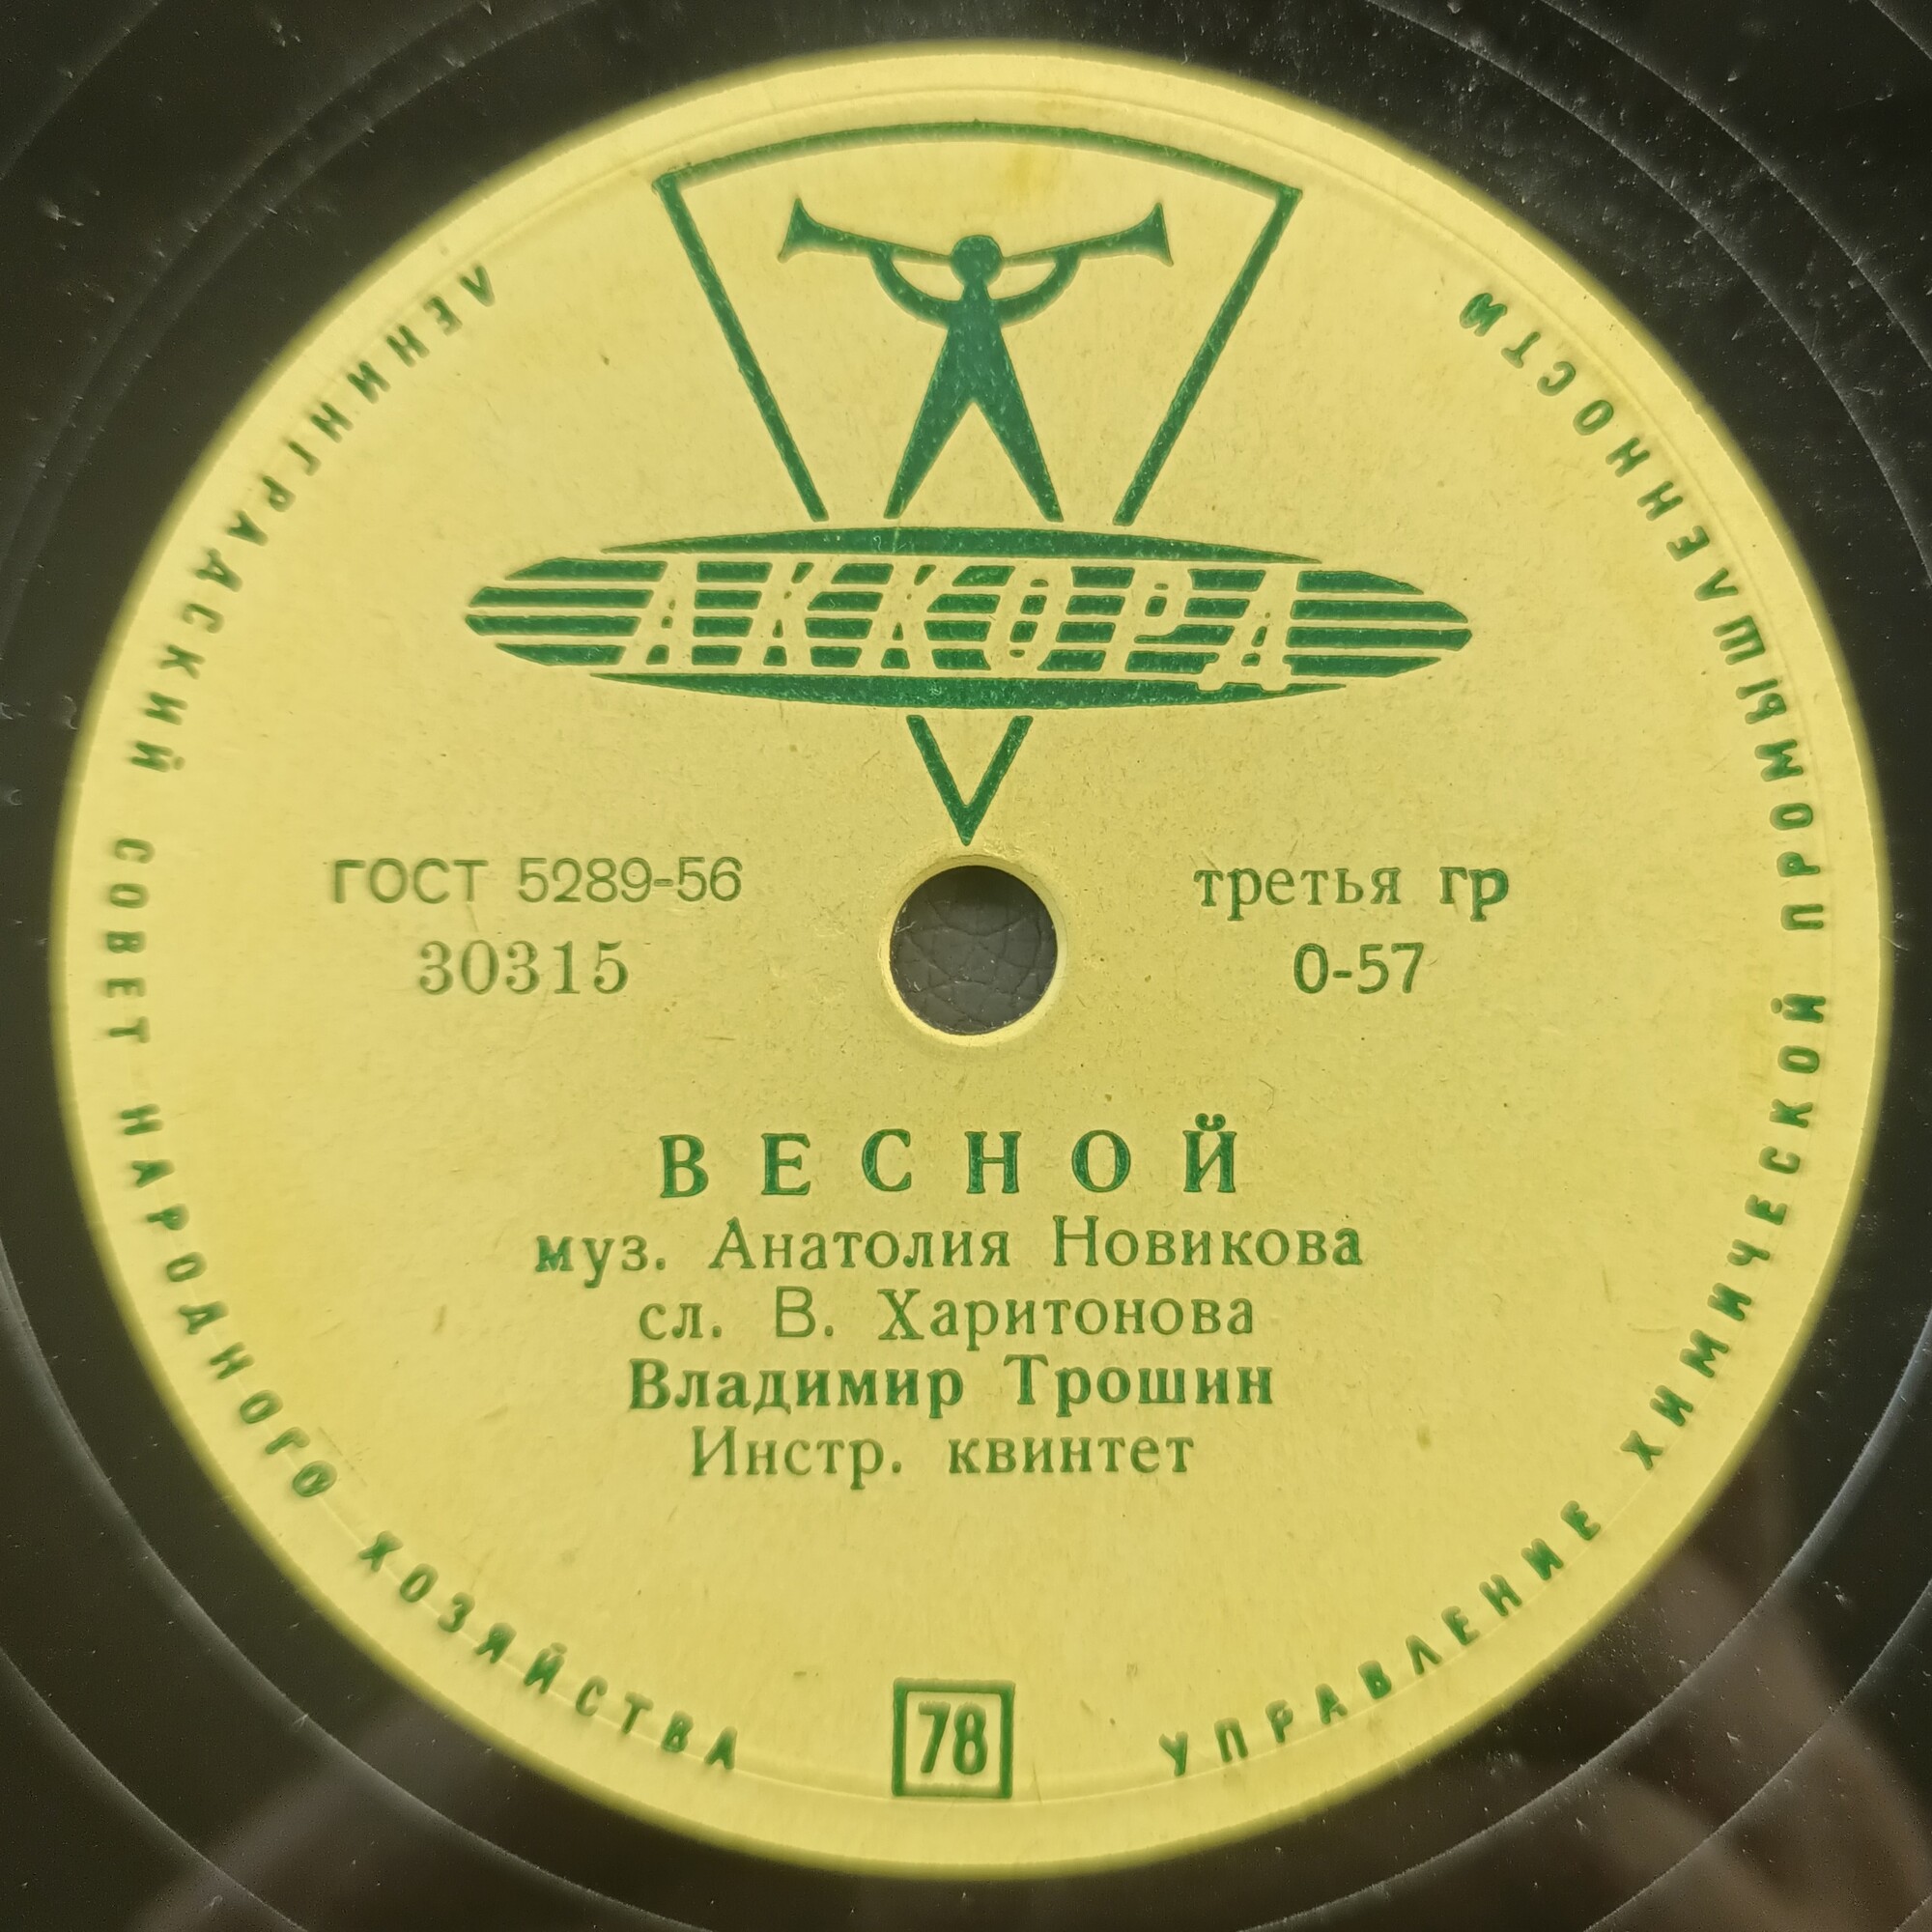 АККОРД
ЛЕНИНГРАДСКИЙ СОВЕТ НАРОДНОГО ХОЗЯЙСТВА
УПРАВЛЕНИЕ ХИМИЧЕСКОЙ ПРОМЫШЛЕННОСТИ
ГОСТ 5289-56
30315
третья гр
0-57
ВЕСНОЙ
муз. Анатолия Новикова
сл. В. Харитонова
Владимир Трошин
Инстр. квинтет
78